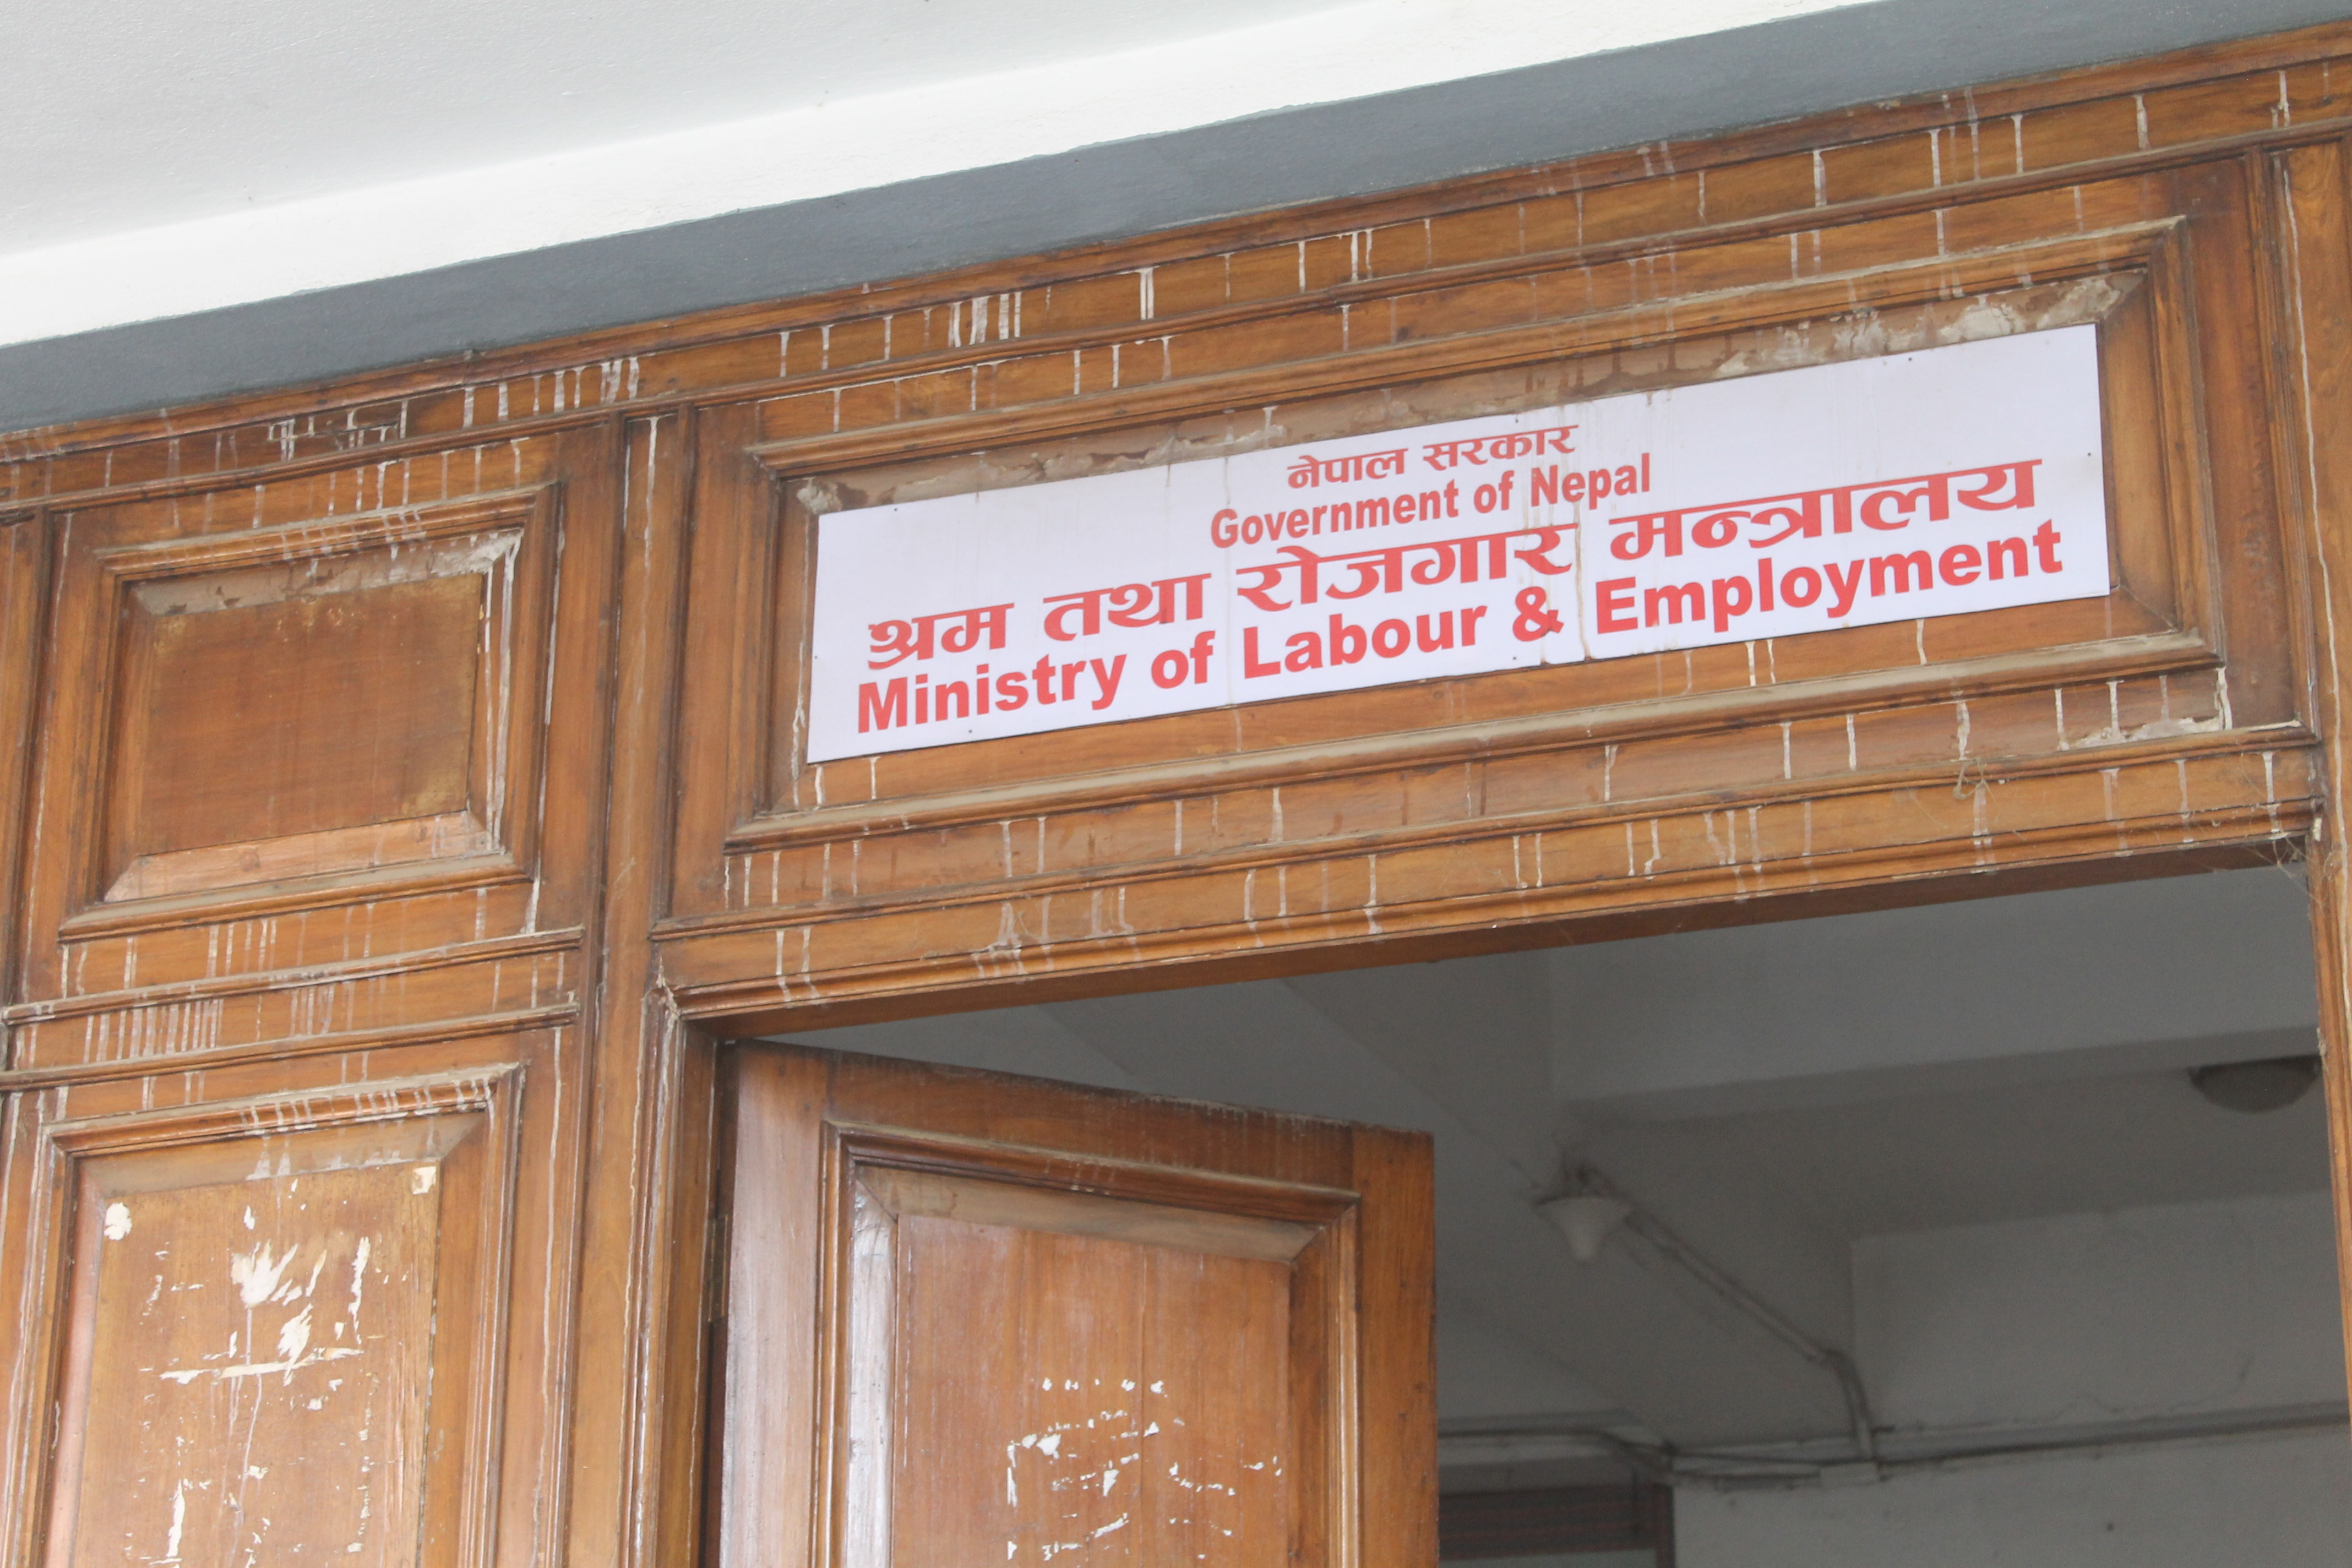 नेपाल सरकार
Government of Nepal
श्रम तथा रोजगार मन्त्रालय
Ministry of Labour & Employment